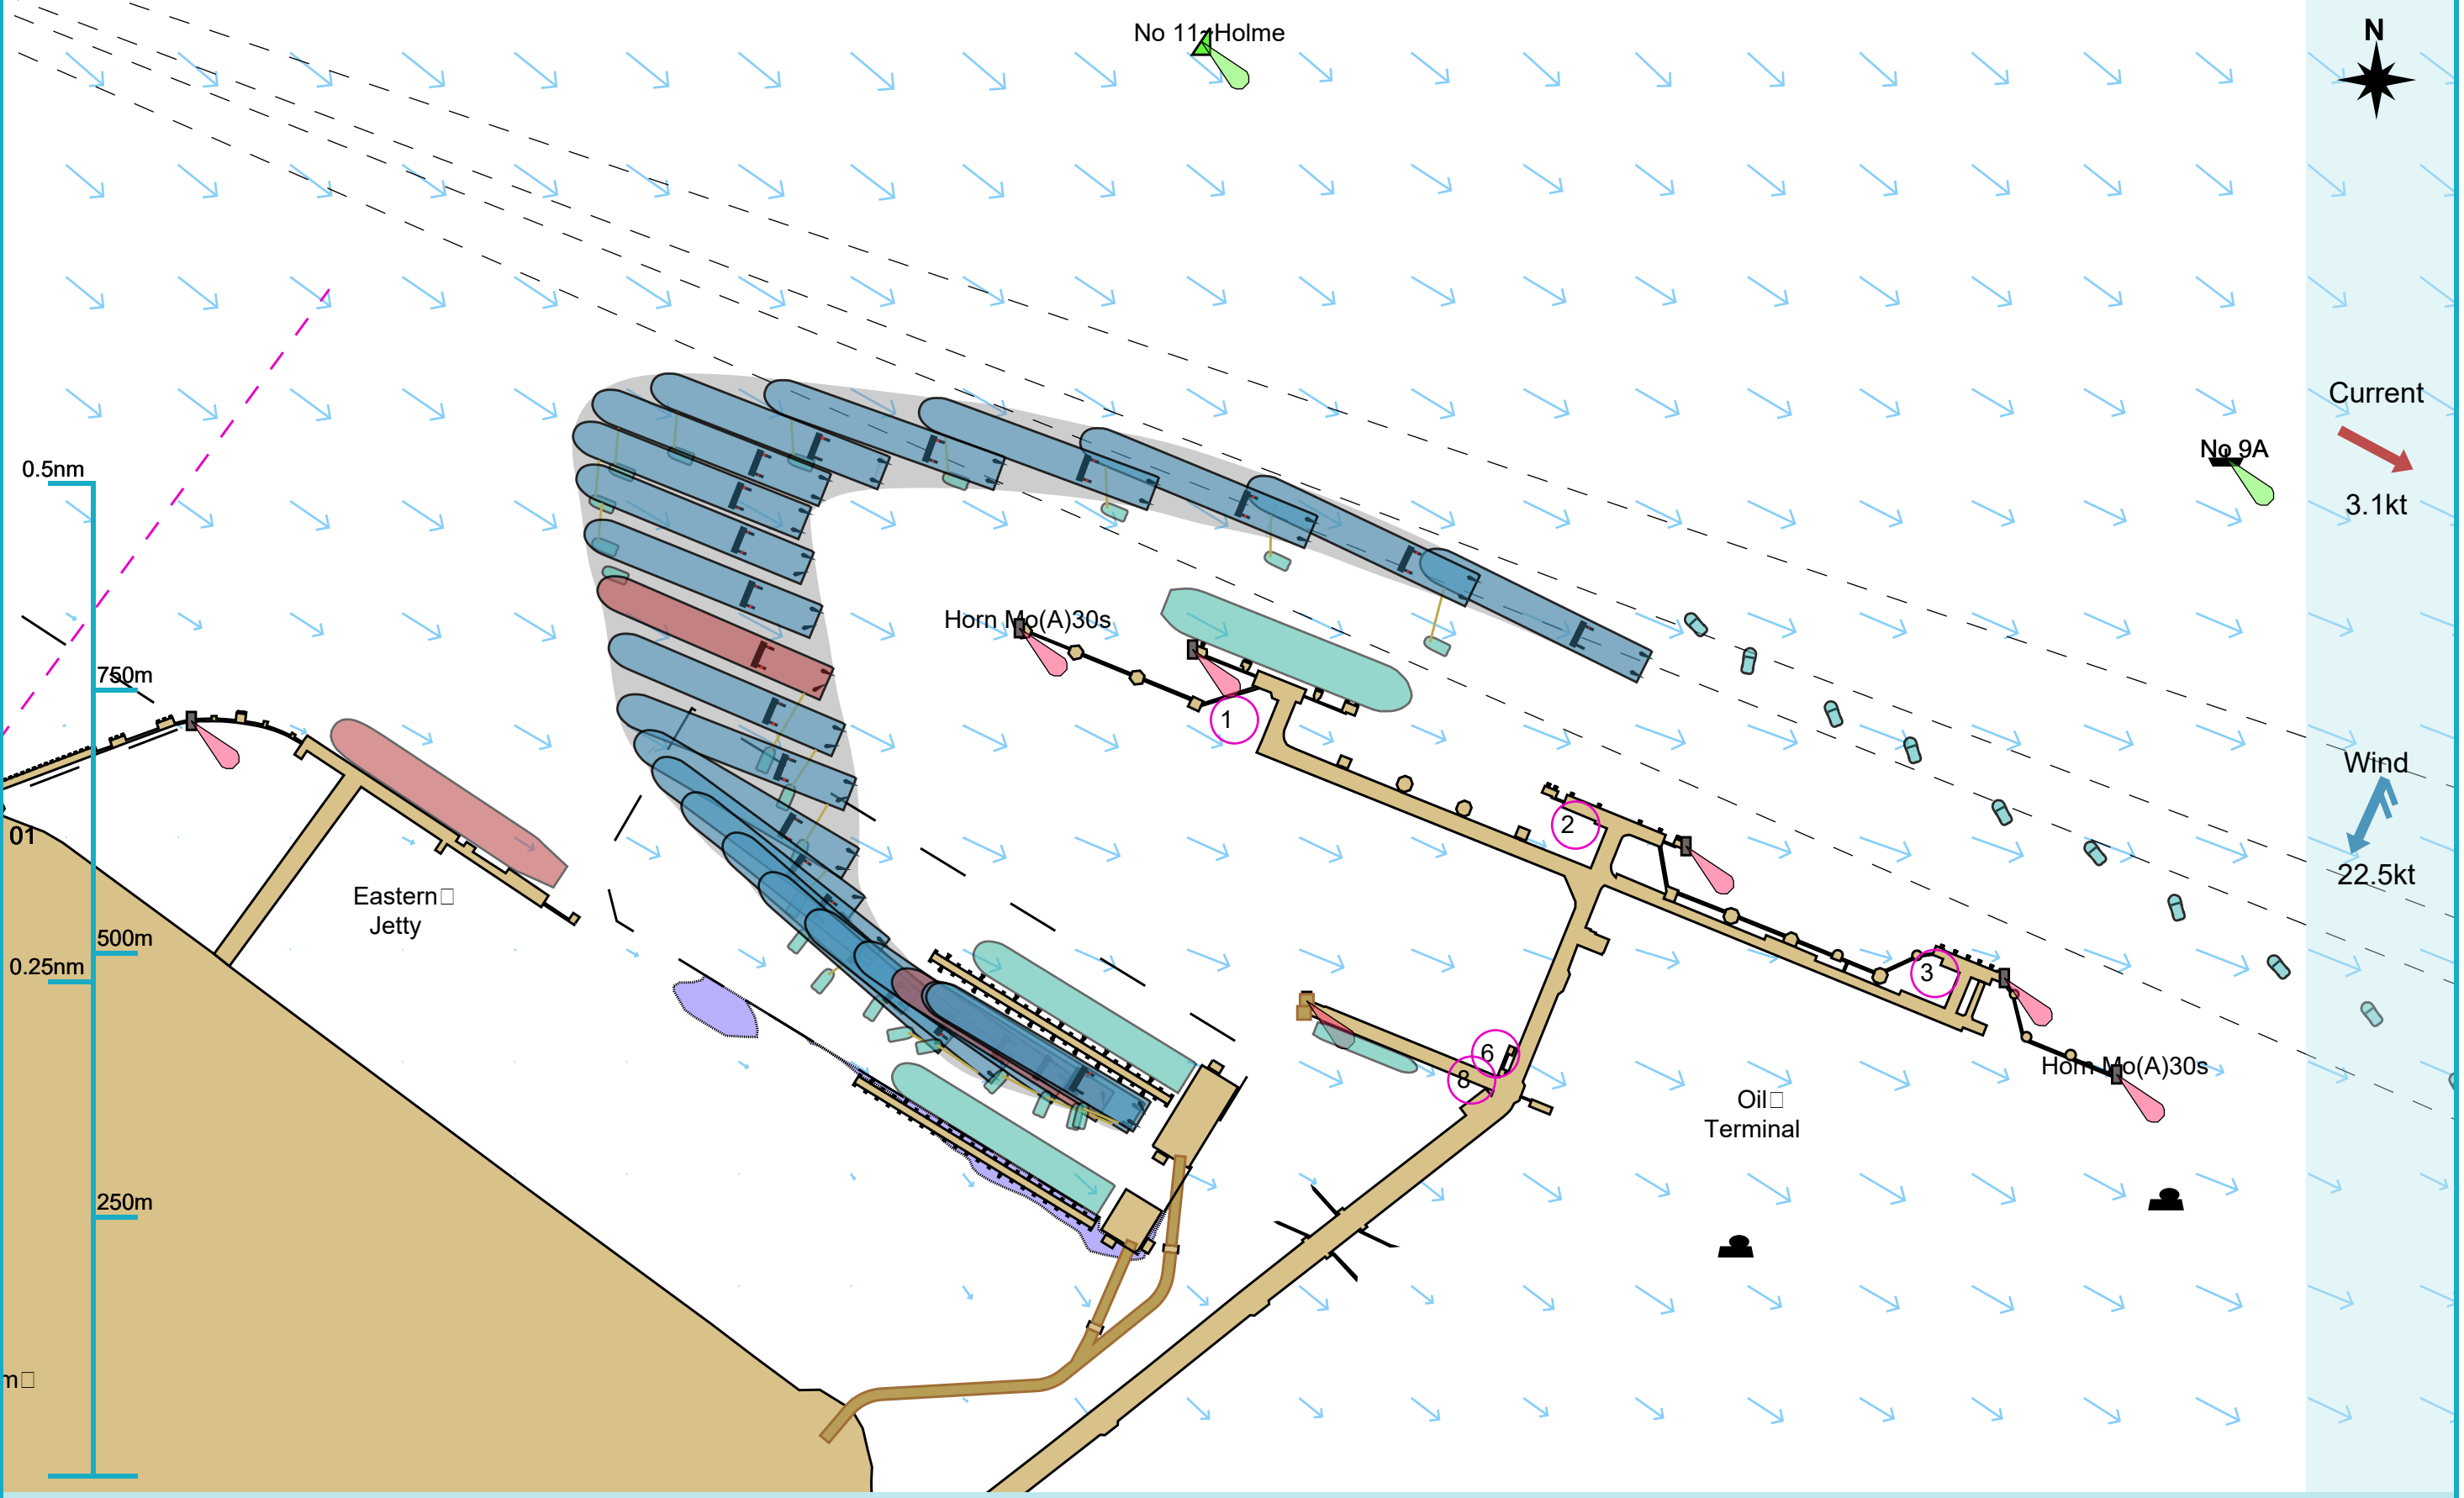 No 11-Holme
N
Current
3.1kt
No 9A
0.5nm
Horn Mo(A)30s
750m
1
Wind
22.5kt
2
01
Eastern
Jetty
500m
0.25nm
3
6
8
Horn Mo(A)30s
Oil
Terminal
250m
m